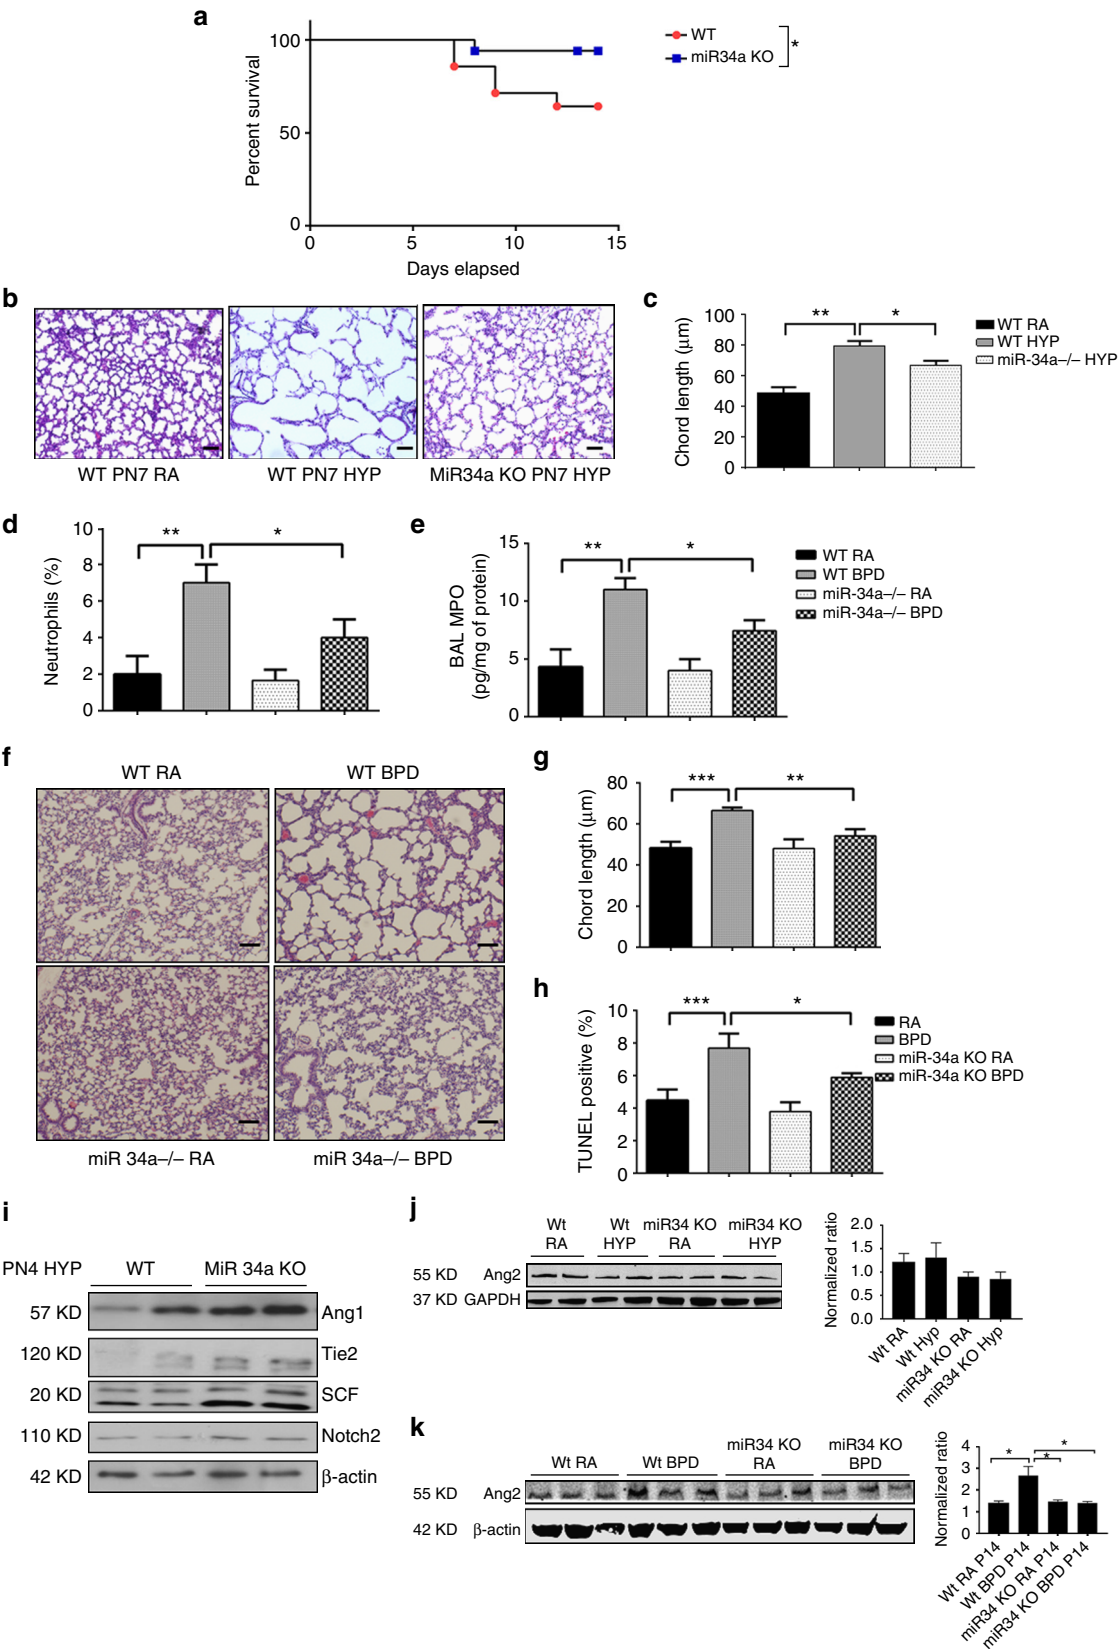 a
100
50
0
Percent survival
0 5 10 15
Days elapsed
WT
miR34a KO
*
b
WT PN7 RA
WT PN7 HYP
MiR34a KO PN7 HYP
c
Chord length (µm)
100
80
60
40
20
0
** *
WT RA
WT HYP
miR-34a–/– HYP
d
Neutrophils (%)
10
8
6
4
2
0
** *
e
BAL MPO
(pg/mg of protein)
15
10
5
0
** *
WT RA
WT BPD
miR-34a–/– RA
miR-34a–/– BPD
f
WT RA
WT BPD
miR 34a–/– RA
miR 34a–/– BPD
g
Chord length (µm)
80
60
40
20
0
*** **
h
TUNEL positive (%)
10
8
6
4
2
0
*** *
RA
BPD
miR-34a KO RA
miR-34a KO BPD
i
PN4 HYP WT MiR 34a KO
57 KD Ang1
120 KD Tie2
20 KD SCF
110 KD Notch2
42 KD β-actin
j
Wt RA
Wt HYP
miR34 KO RA
miR34 KO HYP
55 KD Ang2
37 KD GAPDH
Normalized ratio
2.0
1.5
1.0
0.5
0.0
Wt RA
Wt Hyp
miR34 KO RA
miR34 KO Hyp
k
Wt RA
Wt BPD
miR34 KO RA
miR34 KO BPD
55 KD Ang2
42 KD β-actin
Normalized ratio
4
3
2
1
0
* * *
Wt RA P14
Wt BPD P14
miR34 KO RA P14
miR34 KO BPD P14